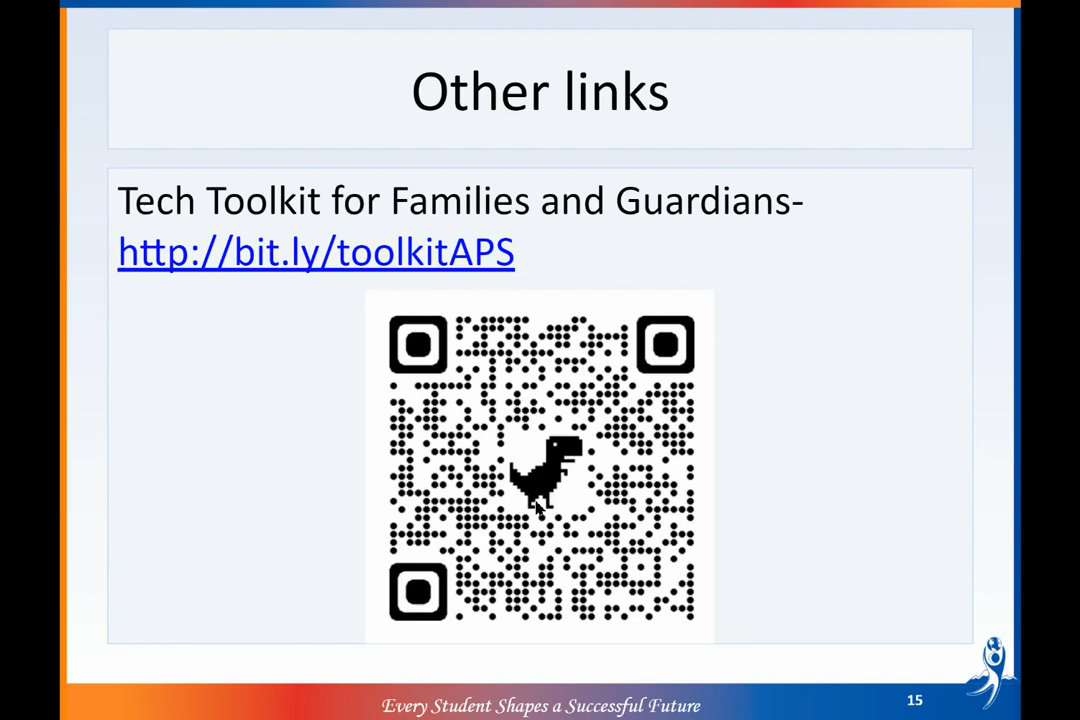 Other links
Tech Toolkit for Families and Guardians-
http://bit.ly/toolkitAPS
Every Student Shapes a Successful Future
15